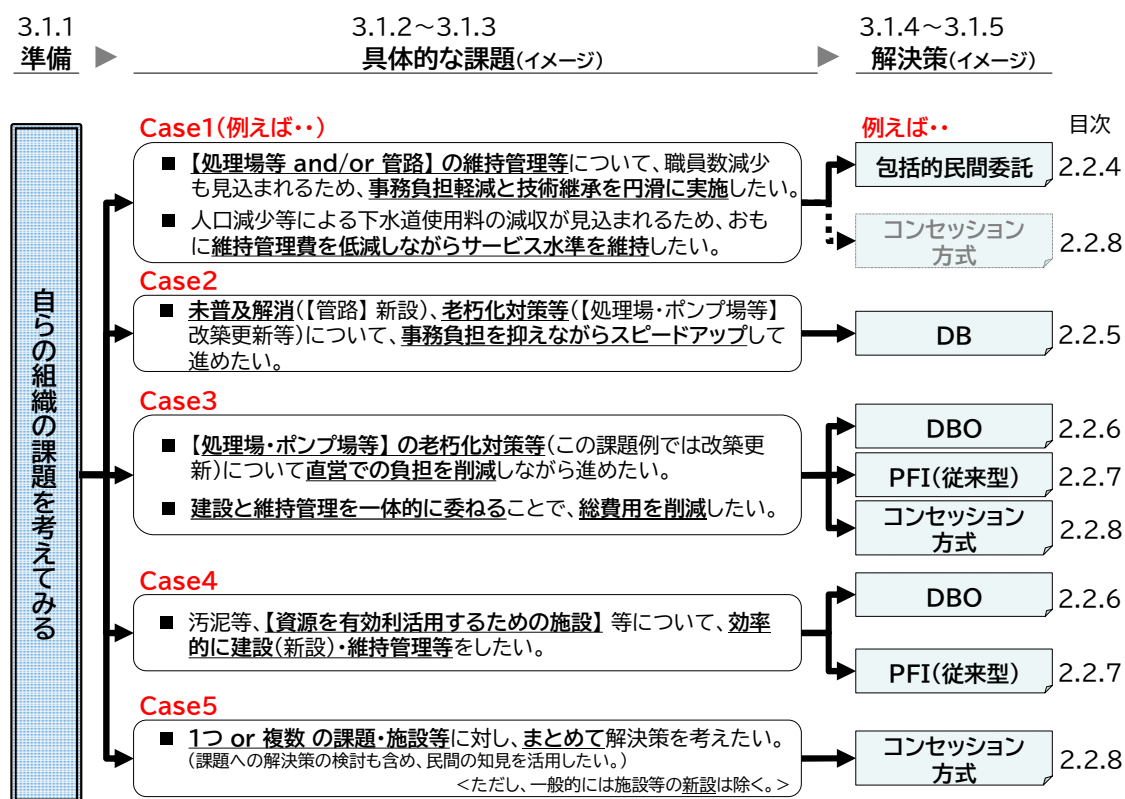 3.1.1
準備
3.1.2～3.1.3
具体的な課題(イメージ)
3.1.4～3.1.5
解決策(イメージ)
自らの組織の課題を考えてみる
Case1(例えば・・)
例えば・・
目次
■ 【処理場等 and/or 管路】 の維持管理等について、職員数減少
も見込まれるため、事務負担軽減と技術継承を円滑に実施したい。
■ 人口減少等による下水道使用料の減収が見込まれるため、おも
に維持管理費を低減しながらサービス水準を維持したい。
包括的民間委託
2.2.4
コンセッション
方式
2.2.8
Case2
■ 未普及解消(【管路】 新設)、老朽化対策等(【処理場・ポンプ場等】
改築更新等)について、事務負担を抑えながらスピードアップして
進めたい。
DB
2.2.5
Case3
■ 【処理場・ポンプ場等】 の老朽化対策等(この課題例では改築更
新)について直営での負担を削減しながら進めたい。
■ 建設と維持管理を一体的に委ねることで、総費用を削減したい。
DBO
2.2.6
PFI(従来型)
2.2.7
コンセッション
方式
2.2.8
Case4
■ 汚泥等、【資源を有効利活用するための施設】 等について、効率
的に建設(新設)・維持管理等をしたい。
DBO
2.2.6
PFI(従来型)
2.2.7
Case5
■ 1つ or 複数 の課題・施設等に対し、まとめて解決策を考えたい。
(課題への解決策の検討も含め、民間の知見を活用したい。)
<ただし、一般的には施設等の新設は除く。>
コンセッション
方式
2.2.8